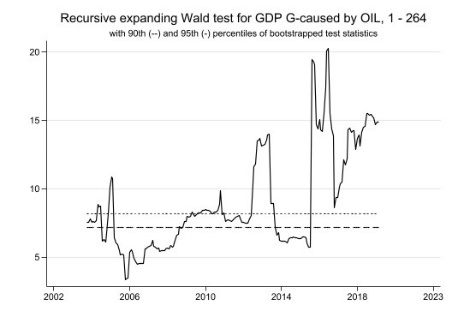 Recursive expanding Wald test for GDP G-caused by OIL, 1 - 264
with 90th (--) and 95th (-) percentiles of bootstrapped test statistics
20
15
10
5
2002 2006 2010 2014 2018 2023